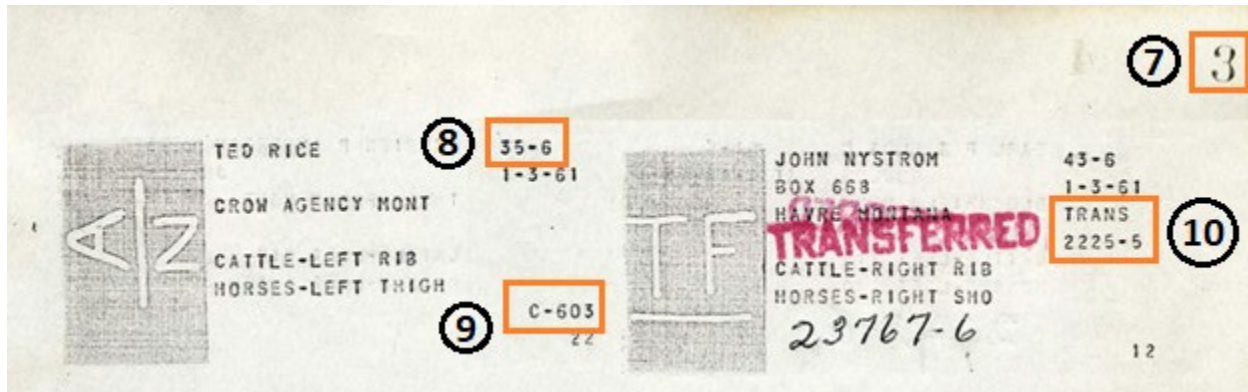 7 3
8 35-6
TED RICE
1-3-61
CROW AGENCY MONT
CATTLE-LEFT RIB
HORSES-LEFT THIGH
9 C-603
22
A N
JOHN NYSTROM 43-6
BOX 668 1-3-61
HAVRE MONTANA TRANS
TRANSFERRED 2225-5 10
CATTLE-RIGHT RIB
HORSES-RIGHT SHO
23767-6
12
TF